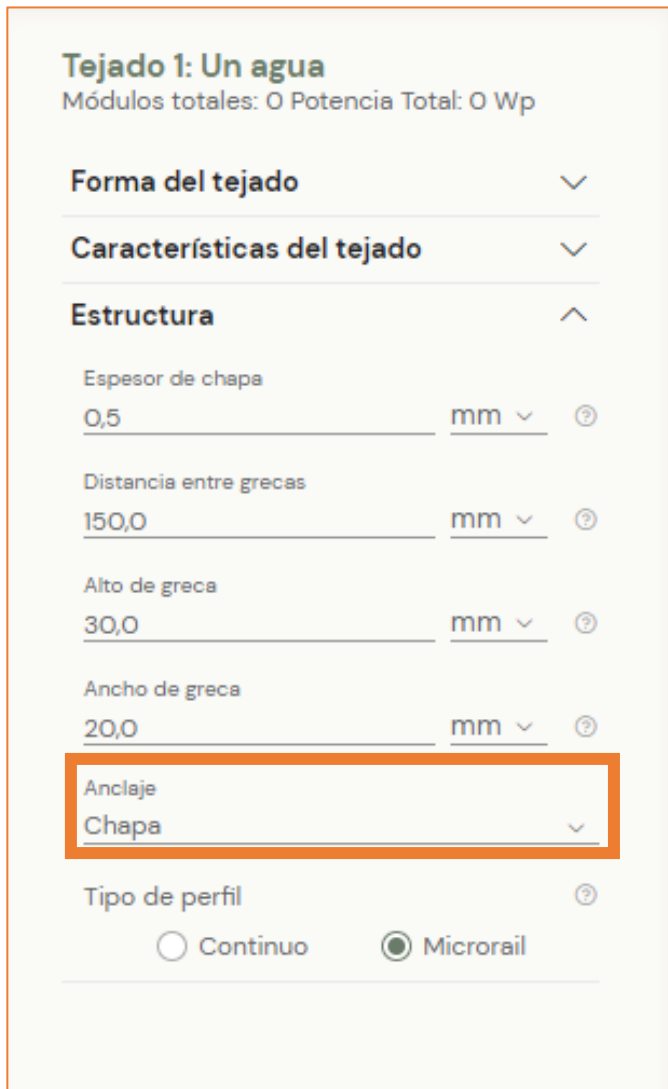 Tejado 1: Un agua
Módulos totales: 0 Potencia Total: 0 Wp
Forma del tejado
Características del tejado
Estructura
Espesor de chapa
0,5 mm
Distancia entre grecas
150,0 mm
Alto de greca
30,0 mm
Ancho de greca
20,0 mm
Anclaje
Chapa
Tipo de perfil
Continuo Microrail